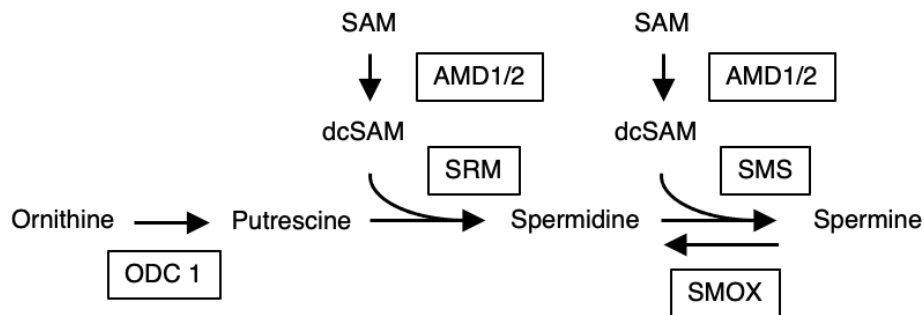 SAM
SAM
AMD1/2
AMD1/2
dcSAM
dcSAM
SRM
SMS
Ornithine
Putrescine
Spermidine
Spermine
ODC 1
SMOX